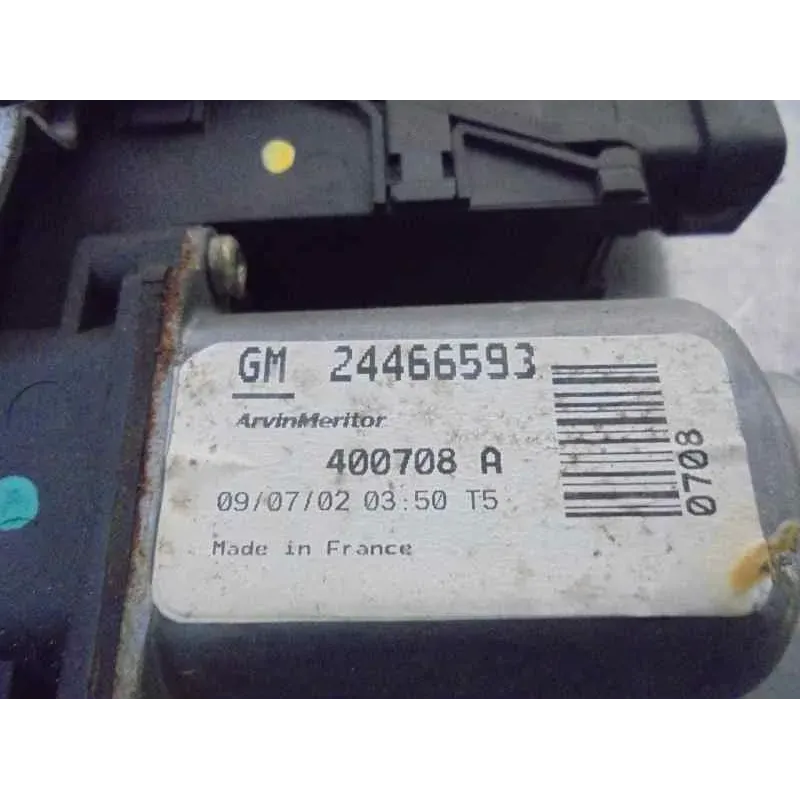 GM 24466593
ArvinMeritor
400708 A
09/07/02 03:50 T5
Made in France
0708